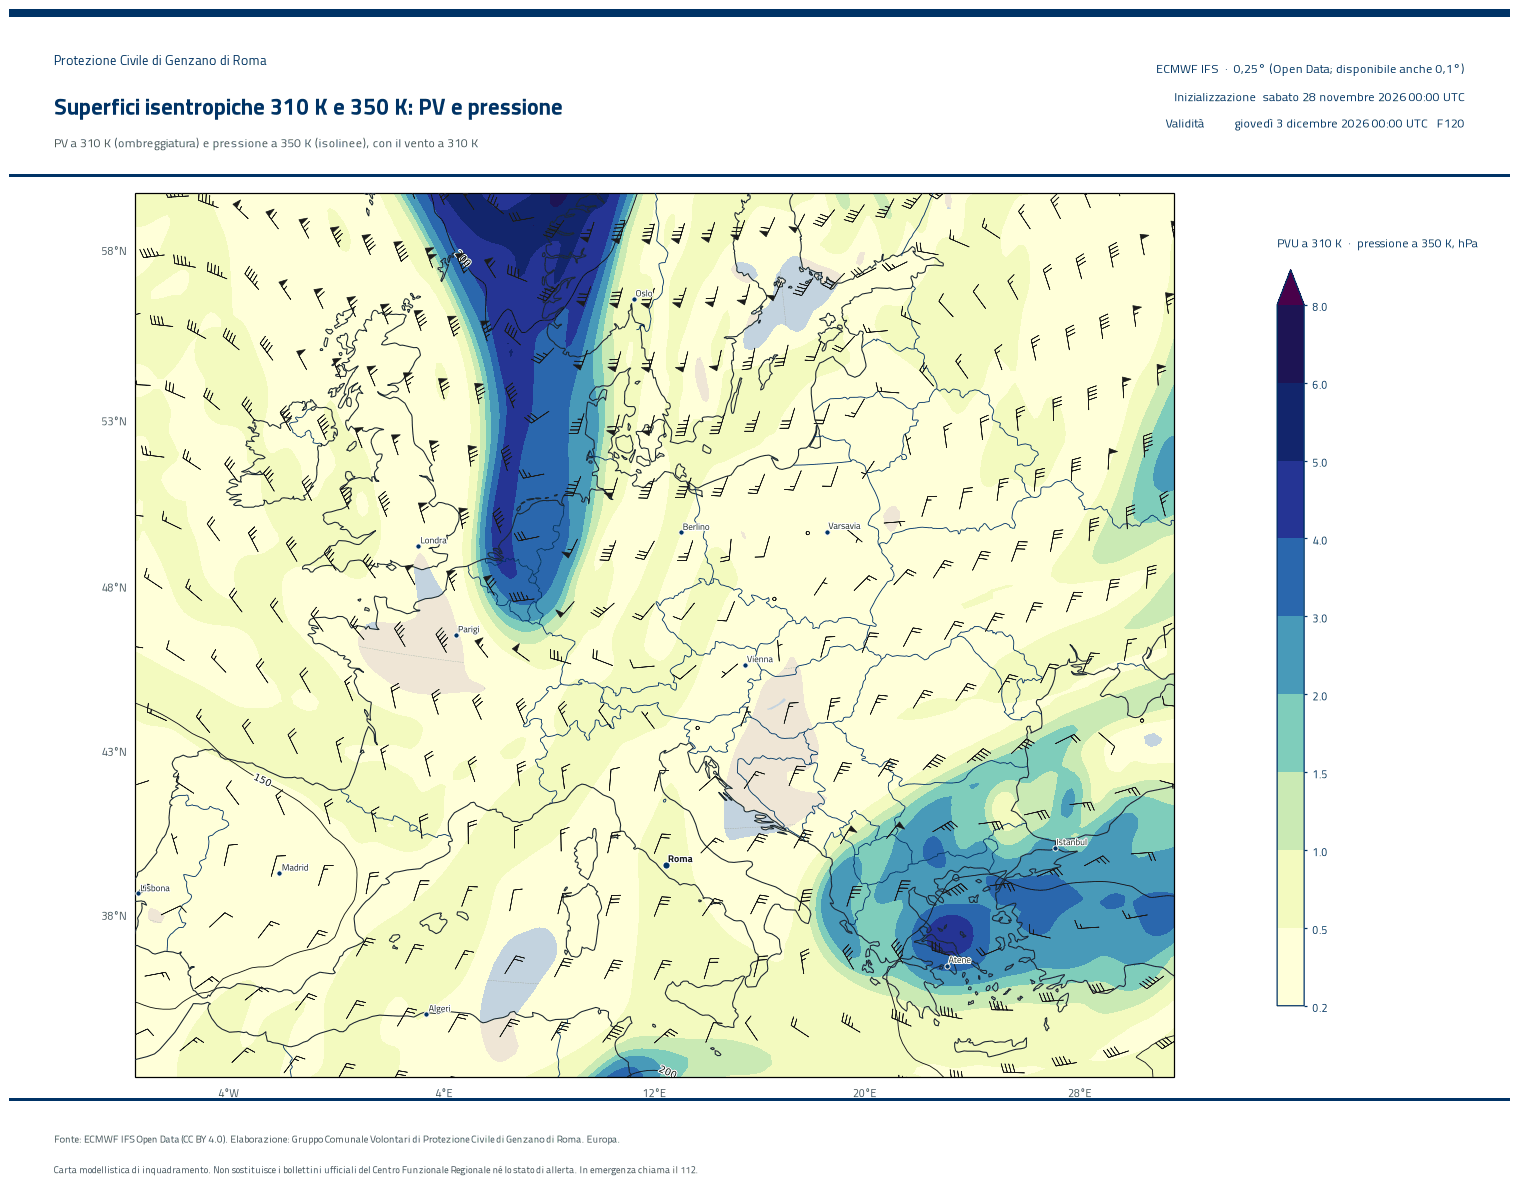 Protezione Civile di Genzano di Roma
Superfici isentropiche 310 K e 350 K: PV e pressione
PV a 310 K (ombreggiatura) e pressione a 350 K (isolinee), con il vento a 310 K
ECMWF IFS · 0,25° (Open Data; disponibile anche 0,1°)
Inizializzazione sabato 28 novembre 2026 00:00 UTC
Validità giovedì 3 dicembre 2026 00:00 UTC F120
PVU a 310 K · pressione a 350 K, hPa
8.0
6.0
5.0
4.0
3.0
2.0
1.5
1.0
0.5
0.2
58°N
53°N
48°N
43°N
38°N
4°W
4°E
12°E
20°E
28°E
200
Oslo
Berlino
Varsavia
Londra
Parigi
Vienna
150
Istanbul
Roma
Madrid
Lisbona
Atene
Algeri
200
Fonte: ECMWF IFS Open Data (CC BY 4.0). Elaborazione: Gruppo Comunale Volontari di Protezione Civile di Genzano di Roma. Europa.
Carta modellistica di inquadramento. Non sostituisce i bollettini ufficiali del Centro Funzionale Regionale né lo stato di allerta. In emergenza chiama il 112.